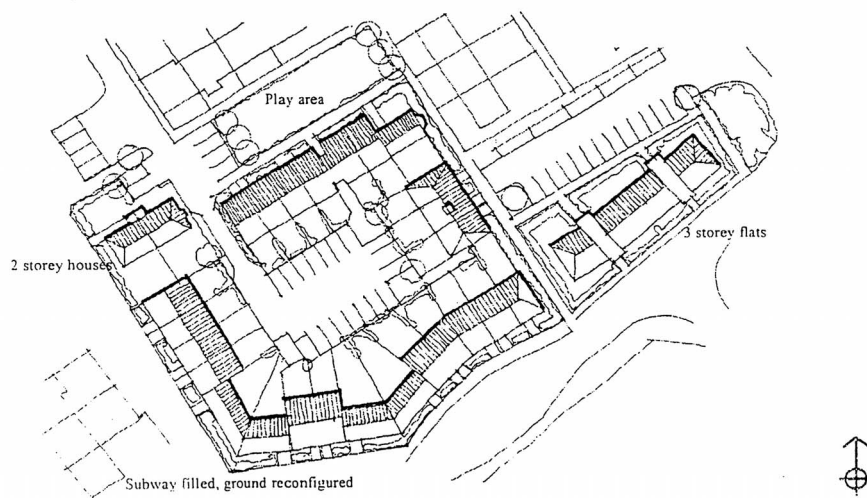 Play area
3 storey flats
2 storey houses
Subway filled, ground reconfigured